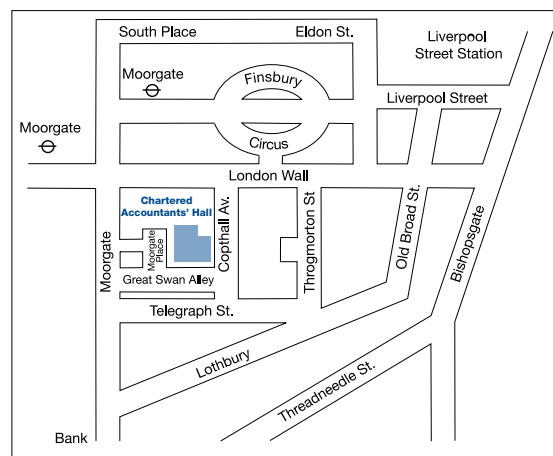 South Place
Eldon St.
Liverpool
Street Station
Moorgate
Finsbury
Liverpool Street
Moorgate
Circus
London Wall
Chartered
Accountants' Hall
Moorgate
Moorgate
Place
Copthall Av.
Throgmorton St
Old Broad St.
Bishopsgate
Great Swan Alley
Telegraph St.
Lothbury
Threadneedle St.
Bank